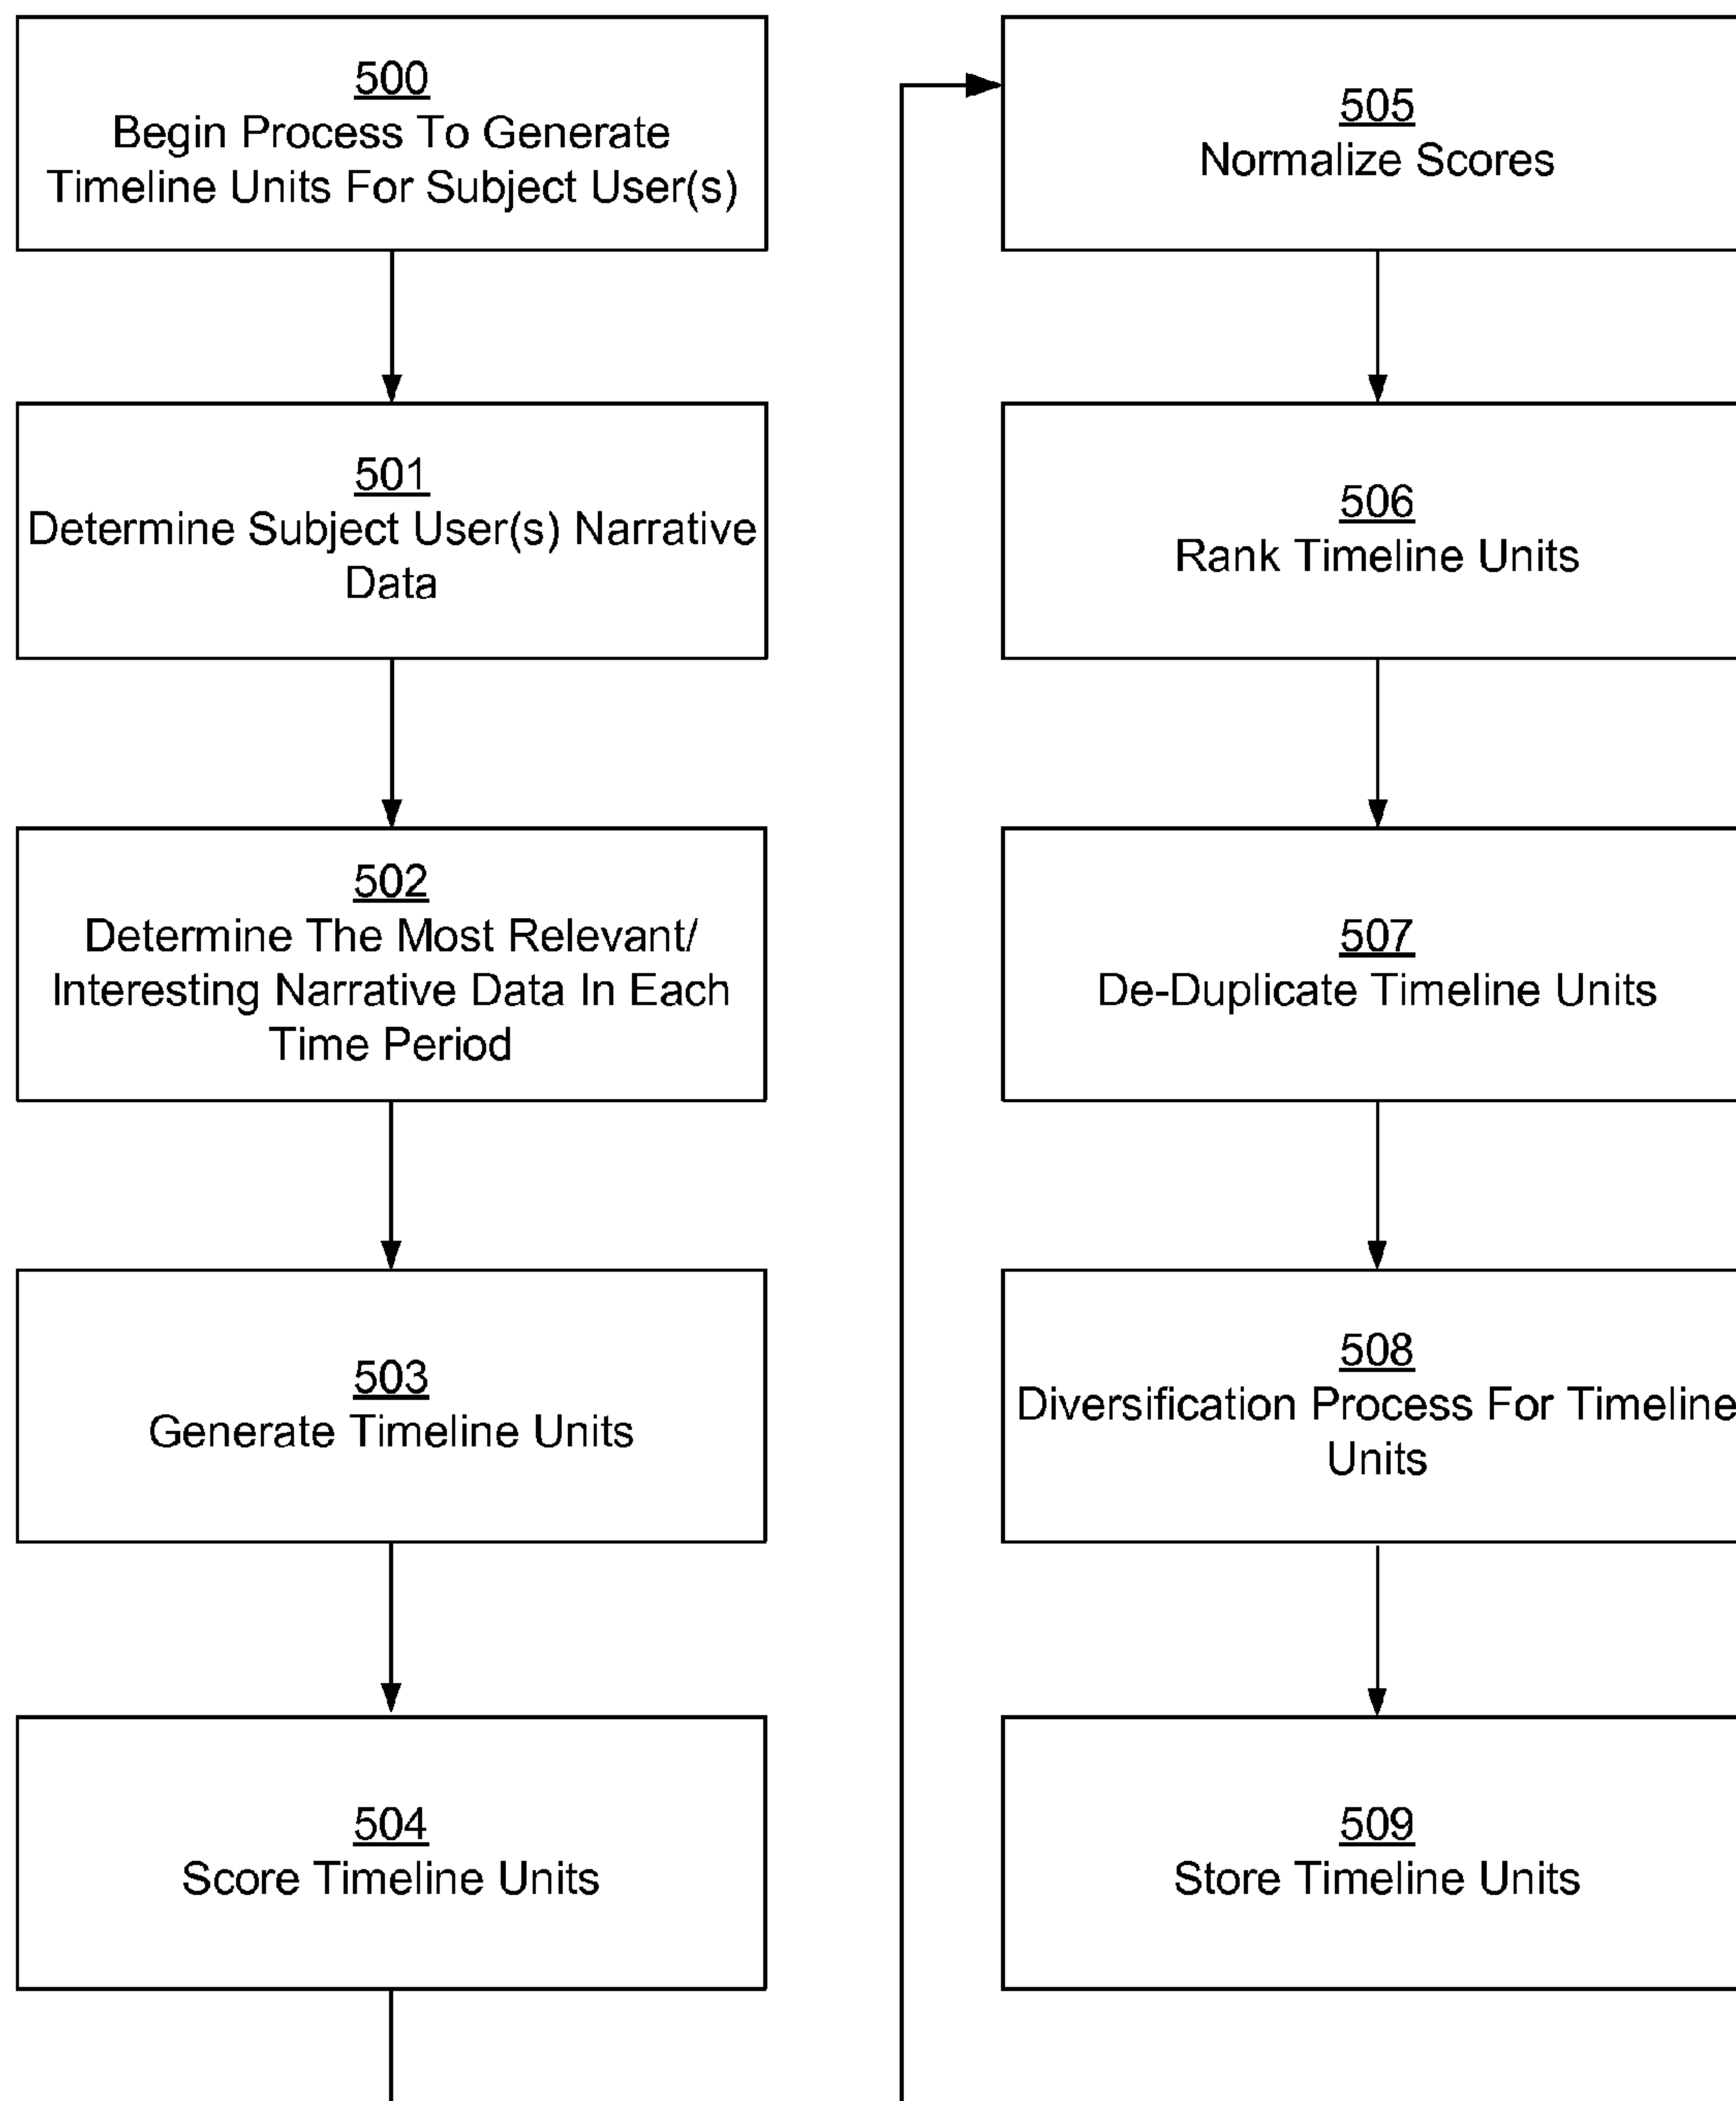 500
Begin Process To Generate
Timeline Units For Subject User(s)
501
Determine Subject User(s) Narrative
Data
502
Determine The Most Relevant/
Interesting Narrative Data In Each
Time Period
503
Generate Timeline Units
504
Score Timeline Units
505
Normalize Scores
506
Rank Timeline Units
507
De-Duplicate Timeline Units
508
Diversification Process For Timeline
Units
509
Store Timeline Units